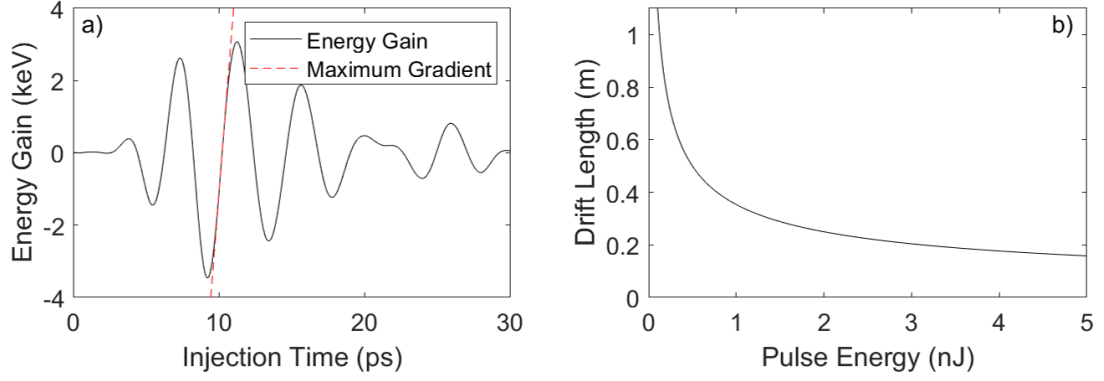 a)
Energy Gain
Maximum Gradient
4
2
0
-2
-4
Energy Gain (keV)
0 10 20 30
Injection Time (ps)
b)
1
0.8
0.6
0.4
0.2
0
Drift Length (m)
0 1 2 3 4 5
Pulse Energy (nJ)